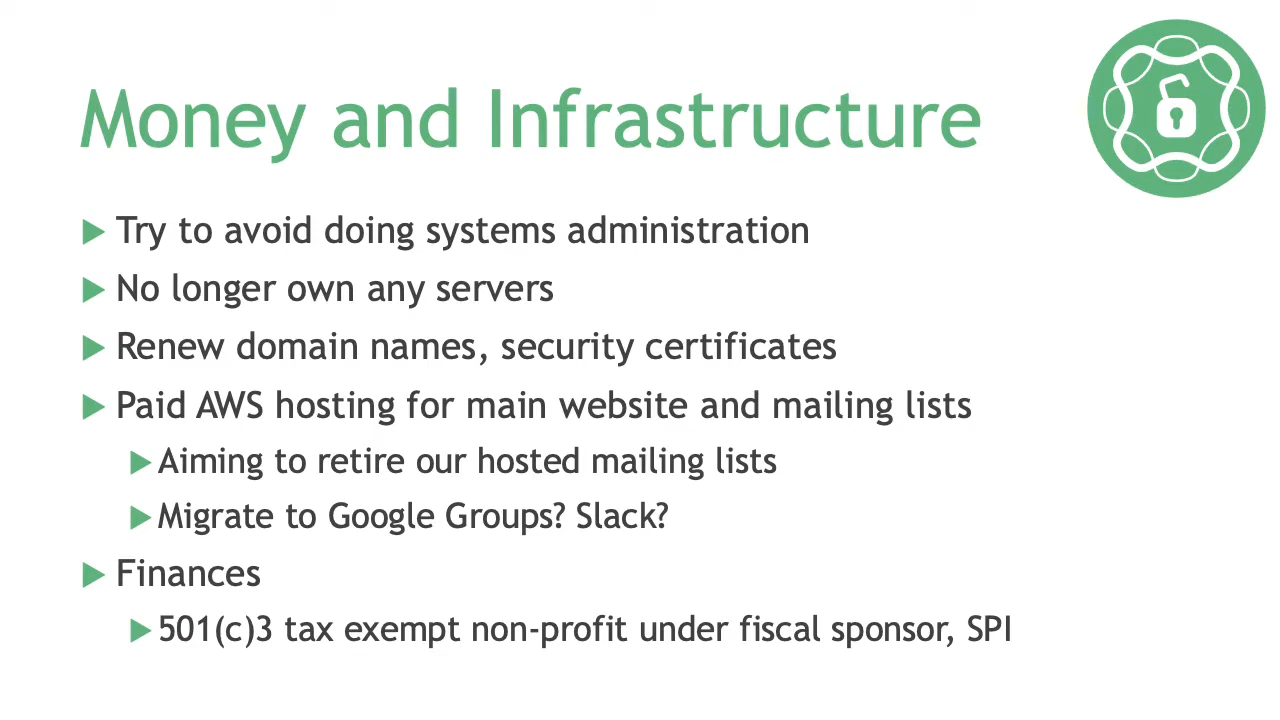 Money and Infrastructure
Try to avoid doing systems administration
No longer own any servers
Renew domain names, security certificates
Paid AWS hosting for main website and mailing lists
Aiming to retire our hosted mailing lists
Migrate to Google Groups? Slack?
Finances
501(c)3 tax exempt non-profit under fiscal sponsor, SPI